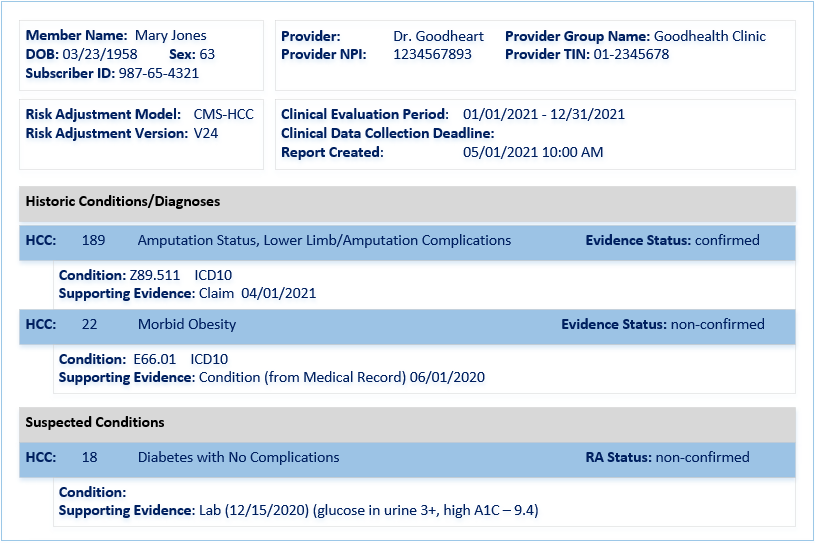 Member Name: Mary Jones
DOB: 03/23/1958 Sex: 63
Subscriber ID: 987-65-4321
Provider: Dr. Goodheart Provider Group Name: Goodhealth Clinic
Provider NPI: 1234567893 Provider TIN: 01-2345678
Risk Adjustment Model: CMS-HCC
Risk Adjustment Version: V24
Clinical Evaluation Period: 01/01/2021 - 12/31/2021
Clinical Data Collection Deadline:
Report Created: 05/01/2021 10:00 AM
Historic Conditions/Diagnoses
HCC: 189 Amputation Status, Lower Limb/Amputation Complications Evidence Status: confirmed
Condition: Z89.511 ICD10
Supporting Evidence: Claim 04/01/2021
HCC: 22 Morbid Obesity Evidence Status: non-confirmed
Condition: E66.01 ICD10
Supporting Evidence: Condition (from Medical Record) 06/01/2020
Suspected Conditions
HCC: 18 Diabetes with No Complications RA Status: non-confirmed
Condition:
Supporting Evidence: Lab (12/15/2020) (glucose in urine 3+, high A1C – 9.4)